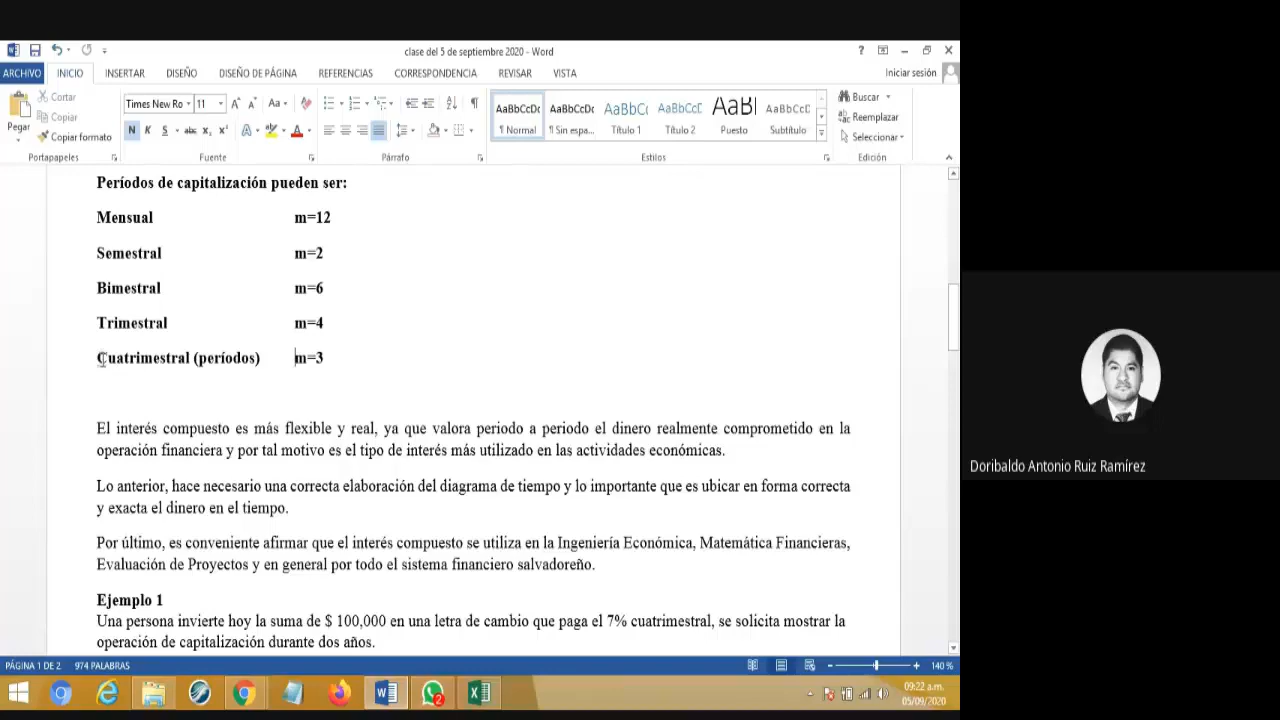 clase del 5 de septiembre 2020 - Word
ARCHIVO INICIO INSERTAR DISEÑO DISEÑO DE PÁGINA REFERENCIAS CORRESPONDENCIA REVISAR VISTA Iniciar sesión
Pegar
Cortar
Copiar
Copiar formato
Portapapeles
Times New Ro 11
Fuente
Párrafo
AaBbCcDc AaBbCcDc AaBbCc AaBbCcD AaBl AaBbCcD
¶ Normal ¶ Sin espa... Título 1 Título 2 Puesto Subtítulo
Estilos
Buscar
Reemplazar
Seleccionar
Edición
Períodos de capitalización pueden ser:
Mensual m=12
Semestral m=2
Bimestral m=6
Trimestral m=4
Cuatrimestral (períodos) m=3
El interés compuesto es más flexible y real, ya que valora periodo a periodo el dinero realmente comprometido en la
operación financiera y por tal motivo es el tipo de interés más utilizado en las actividades económicas.
Lo anterior, hace necesario una correcta elaboración del diagrama de tiempo y lo importante que es ubicar en forma correcta
y exacta el dinero en el tiempo.
Por último, es conveniente afirmar que el interés compuesto se utiliza en la Ingeniería Económica, Matemática Financieras,
Evaluación de Proyectos y en general por todo el sistema financiero salvadoreño.
Ejemplo 1
Una persona invierte hoy la suma de $ 100,000 en una letra de cambio que paga el 7% cuatrimestral, se solicita mostrar la
operación de capitalización durante dos años.
PÁGINA 1 DE 2 974 PALABRAS 140 %
09:22 a.m.
05/09/2020
Doribaldo Antonio Ruiz Ramírez